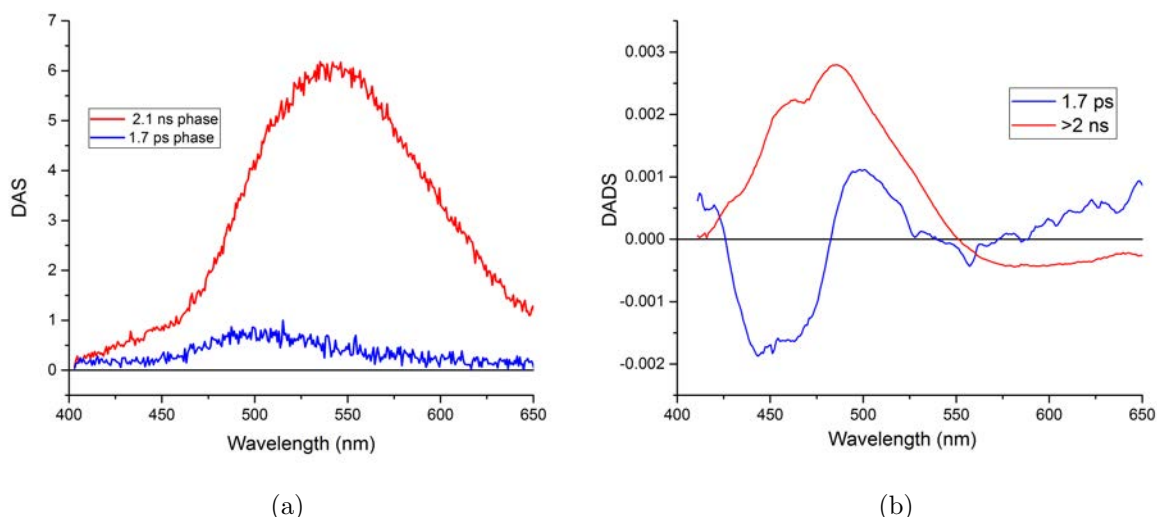 7
6
5
4
3
2
1
0
DAS
2.1 ns phase
1.7 ps phase
400 450 500 550 600 650
Wavelength (nm)
(a)
0.003
0.002
0.001
0.000
-0.001
-0.002
DADS
1.7 ps
>2 ns
400 450 500 550 600 650
Wavelength (nm)
(b)